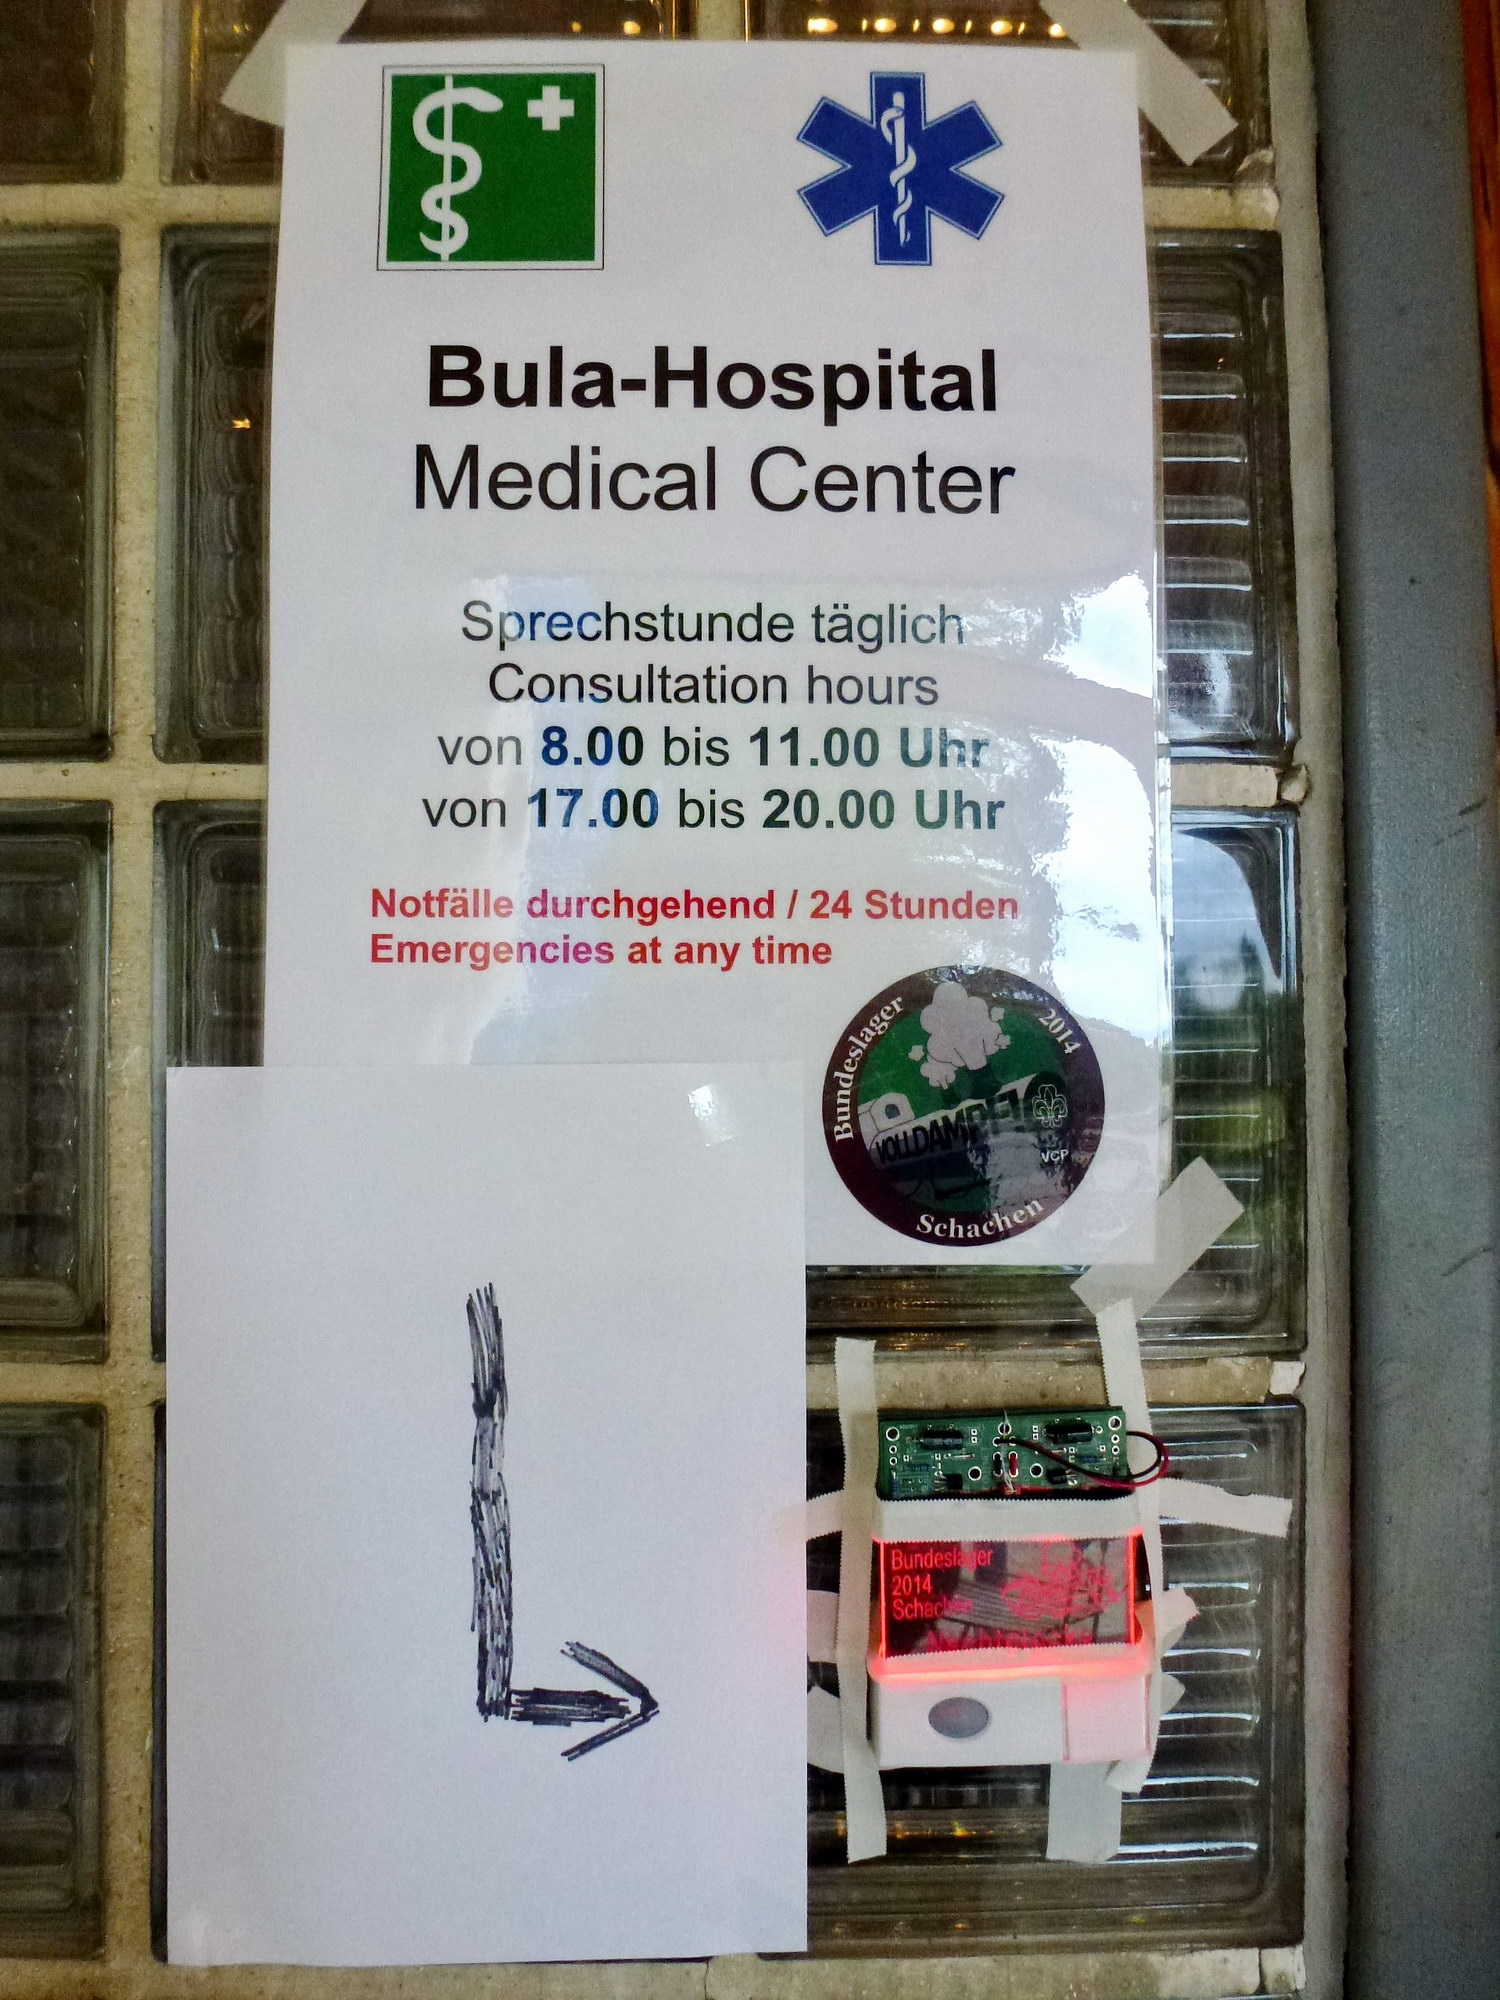 Bula-Hospital
Medical Center
Sprechstunde täglich
Consultation hours
von 8.00 bis 11.00 Uhr
von 17.00 bis 20.00 Uhr
Notfälle durchgehend / 24 Stunden
Emergencies at any time
Bundeslager 2014
VOLLDAMPF
VCP
Schachen
Bundeslager
2014
Schachen